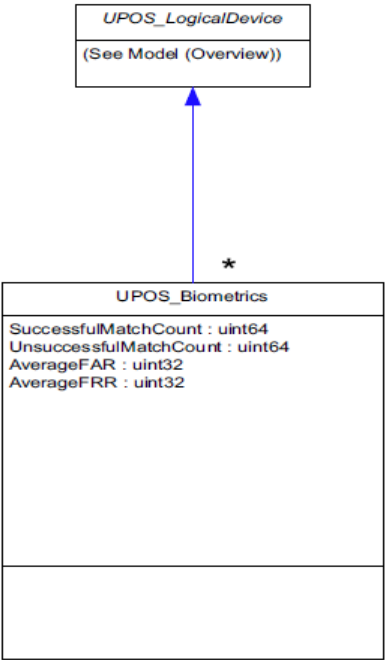 UPOS_LogicalDevice
(See Model (Overview))
*
UPOS_Biometrics
SuccessfulMatchCount : uint64
UnsuccessfulMatchCount : uint64
AverageFAR : uint32
AverageFRR : uint32